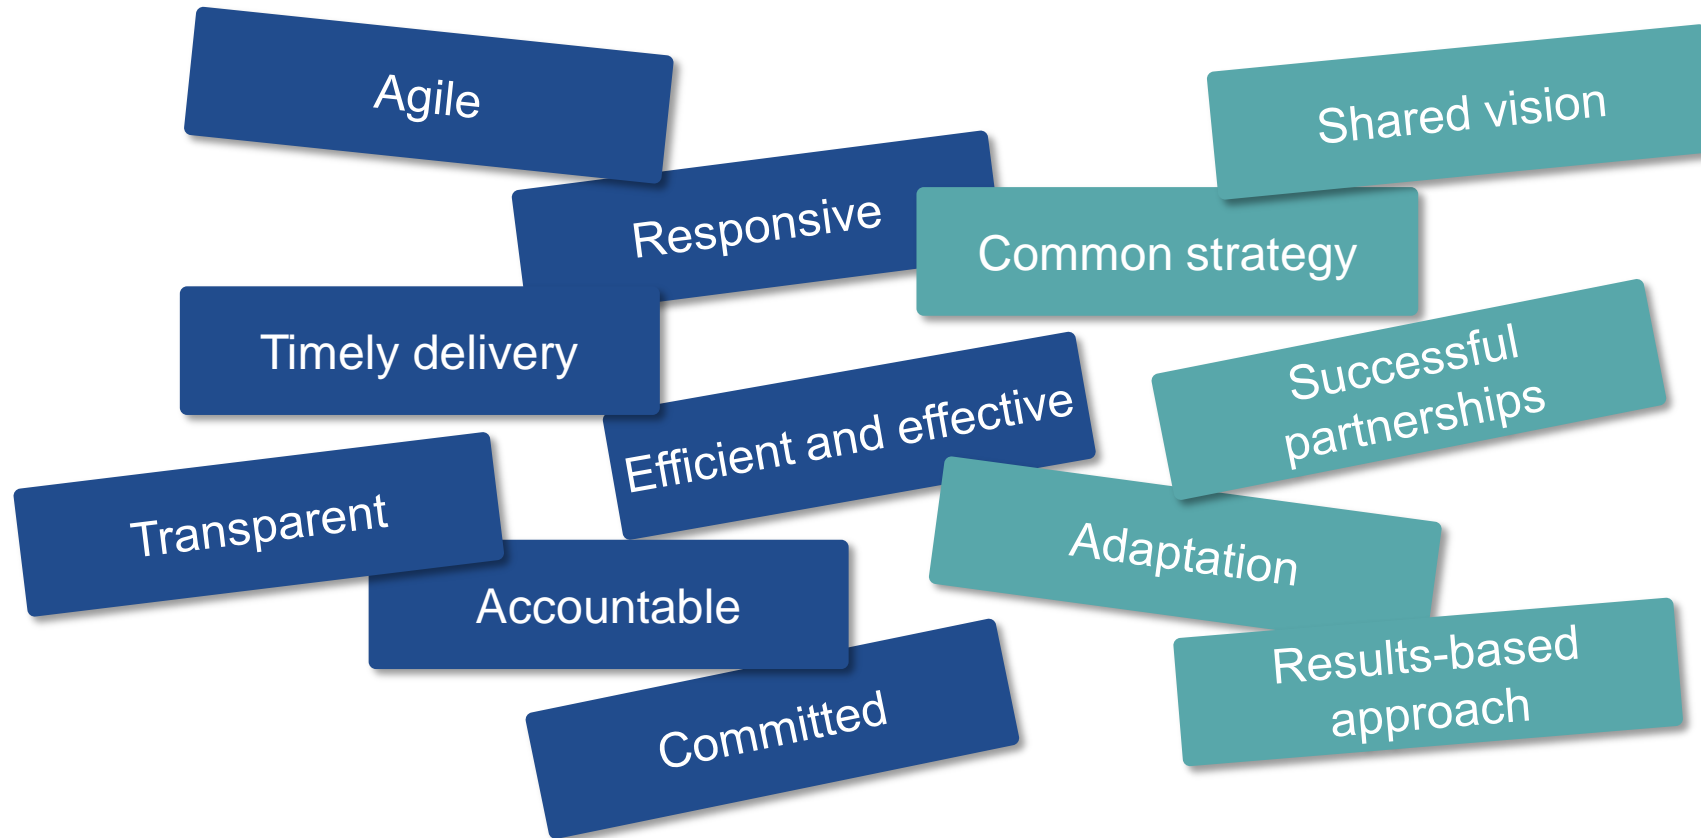 Agile
Shared vision
Responsive
Common strategy
Timely delivery
Successful
partnerships
Efficient and effective
Transparent
Adaptation
Accountable
Results-based
approach
Committed